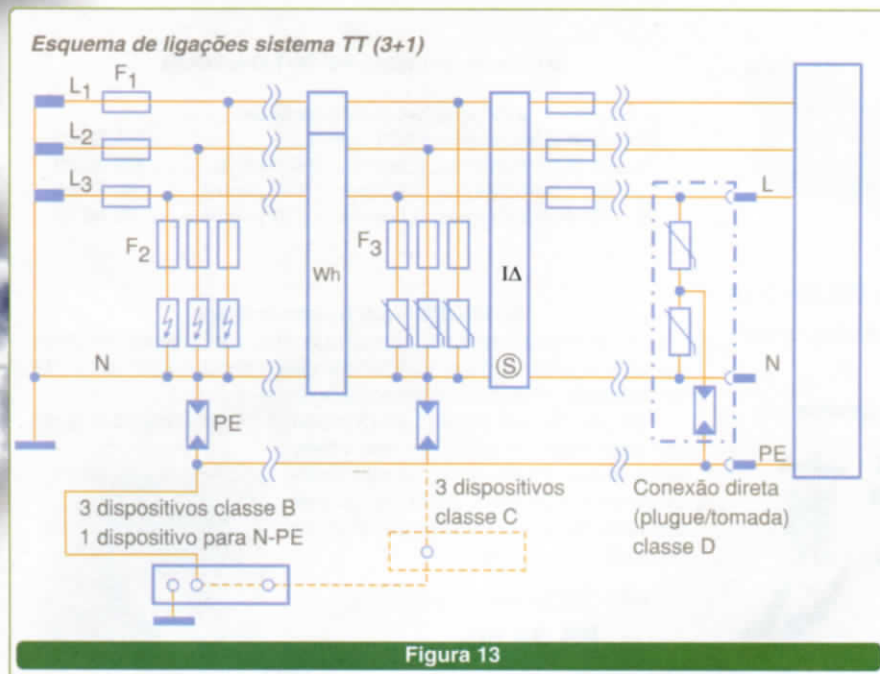 Esquema de ligações sistema TT (3+1)
L1
F1
L2
L3
F2
Wh
F3
IΔ
S
L
N
N
PE
PE
3 dispositivos classe B
1 dispositivo para N-PE
3 dispositivos
classe C
Conexão direta
(plugue/tomada)
classe D
Figura 13